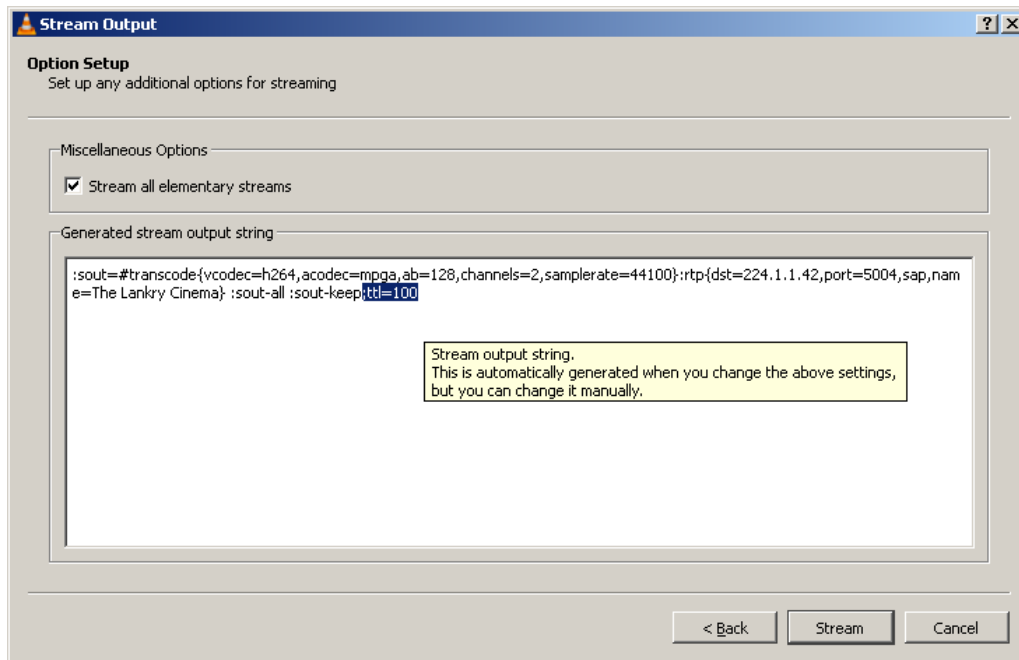 Stream Output
Option Setup
Set up any additional options for streaming
Miscellaneous Options
Stream all elementary streams
Generated stream output string
:sout=#transcode{vcodec=h264,acodec=mpga,ab=128,channels=2,samplerate=44100}:rtp{dst=224.1.1.42,port=5004,sap,nam
e=The Lankry Cinema} :sout-all :sout-keep;ttl=100
Stream output string.
This is automatically generated when you change the above settings,
but you can change it manually.
< Back
Stream
Cancel